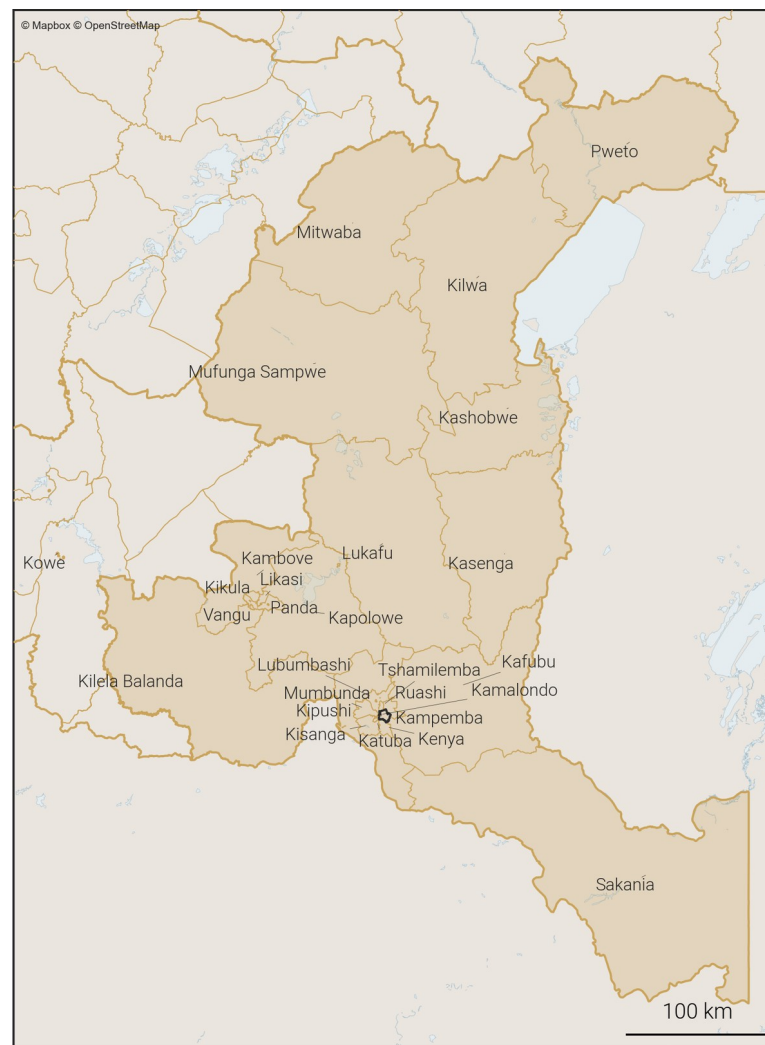 © Mapbox © OpenStreetMap
Pweto
Mitwaba
Kilwa
Mufunga Sampwe
Kashobwe
Lukafu
Kambove
Kowe
Kasenga
Likasi
Kikula
Panda
Vangu
Kapolowe
Lubumbashi
Tshamilemba
Kafubu
Kilela Balanda
Mumbunda
Ruashi
Kamalondo
Kipushi
Kampemba
Kisanga
Katuba
Kenya
Sakania
100 km